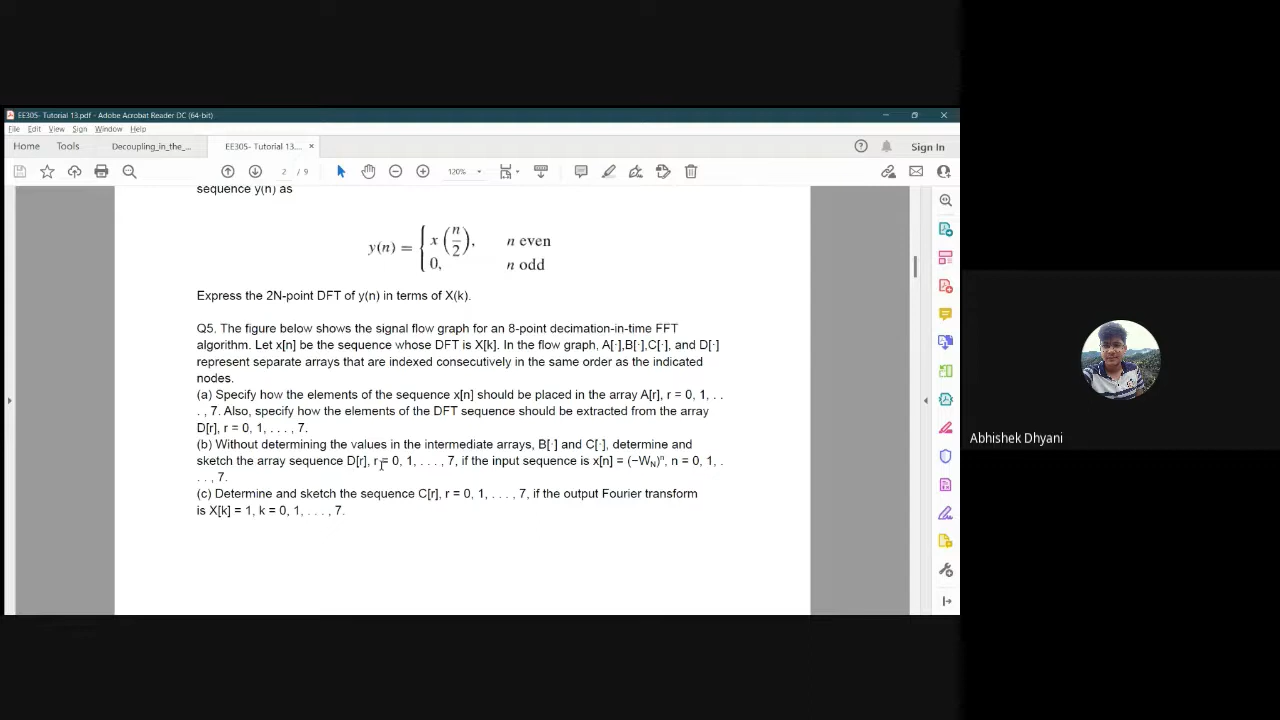 EE305- Tutorial 13.pdf - Adobe Acrobat Reader DC (64-bit)
File Edit View Sign Window Help
Home Tools Decoupling_in_the_... EE305- Tutorial 13.... × Sign In
2 / 9 120%
sequence y(n) as
y(n) = { x (n/2), n even
0, n odd
Express the 2N-point DFT of y(n) in terms of X(k).
Q5. The figure below shows the signal flow graph for an 8-point decimation-in-time FFT
algorithm. Let x[n] be the sequence whose DFT is X[k]. In the flow graph, A[·],B[·],C[·], and D[·]
represent separate arrays that are indexed consecutively in the same order as the indicated
nodes.
(a) Specify how the elements of the sequence x[n] should be placed in the array A[r], r = 0, 1, . .
. , 7. Also, specify how the elements of the DFT sequence should be extracted from the array
D[r], r = 0, 1, . . . , 7.
(b) Without determining the values in the intermediate arrays, B[·] and C[·], determine and
sketch the array sequence D[r], r = 0, 1, . . . , 7, if the input sequence is x[n] = (−W_N)^n, n = 0, 1, .
. . , 7.
(c) Determine and sketch the sequence C[r], r = 0, 1, . . . , 7, if the output Fourier transform
is X[k] = 1, k = 0, 1, . . . , 7.
Abhishek Dhyani